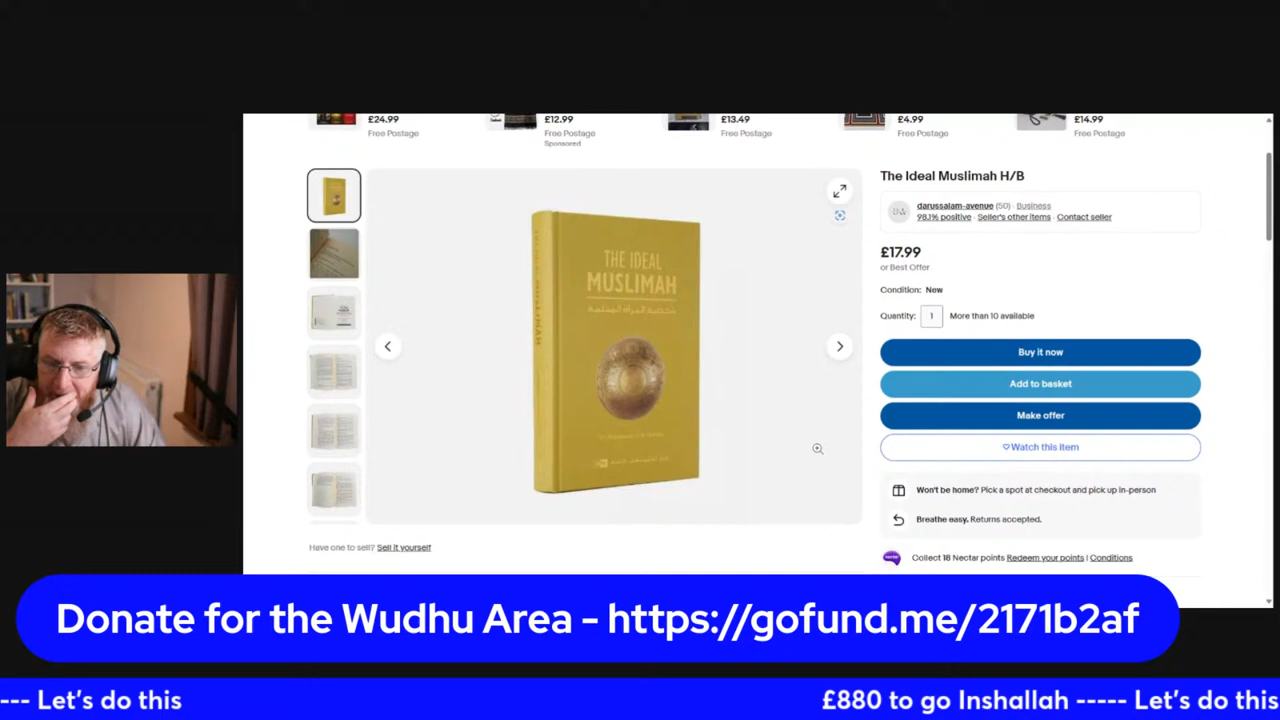 £24.99
Free Postage
£12.99
Free Postage
Sponsored
£13.49
Free Postage
£4.99
Free Postage
£14.99
Free Postage
The Ideal Muslimah H/B
darussalam-avenue (50) · Business
98.1% positive · Seller's other items · Contact seller
£17.99
or Best Offer
Condition: New
Quantity: 1 More than 10 available
Buy it now
Add to basket
Make offer
Watch this item
Won't be home? Pick a spot at checkout and pick up in-person
Breathe easy. Returns accepted.
Collect 18 Nectar points Redeem your points | Conditions
THE IDEAL
MUSLIMAH
Have one to sell? Sell it yourself
Donate for the Wudhu Area - https://gofund.me/2171b2af
--- Let's do this
£880 to go Inshallah ----- Let's do this